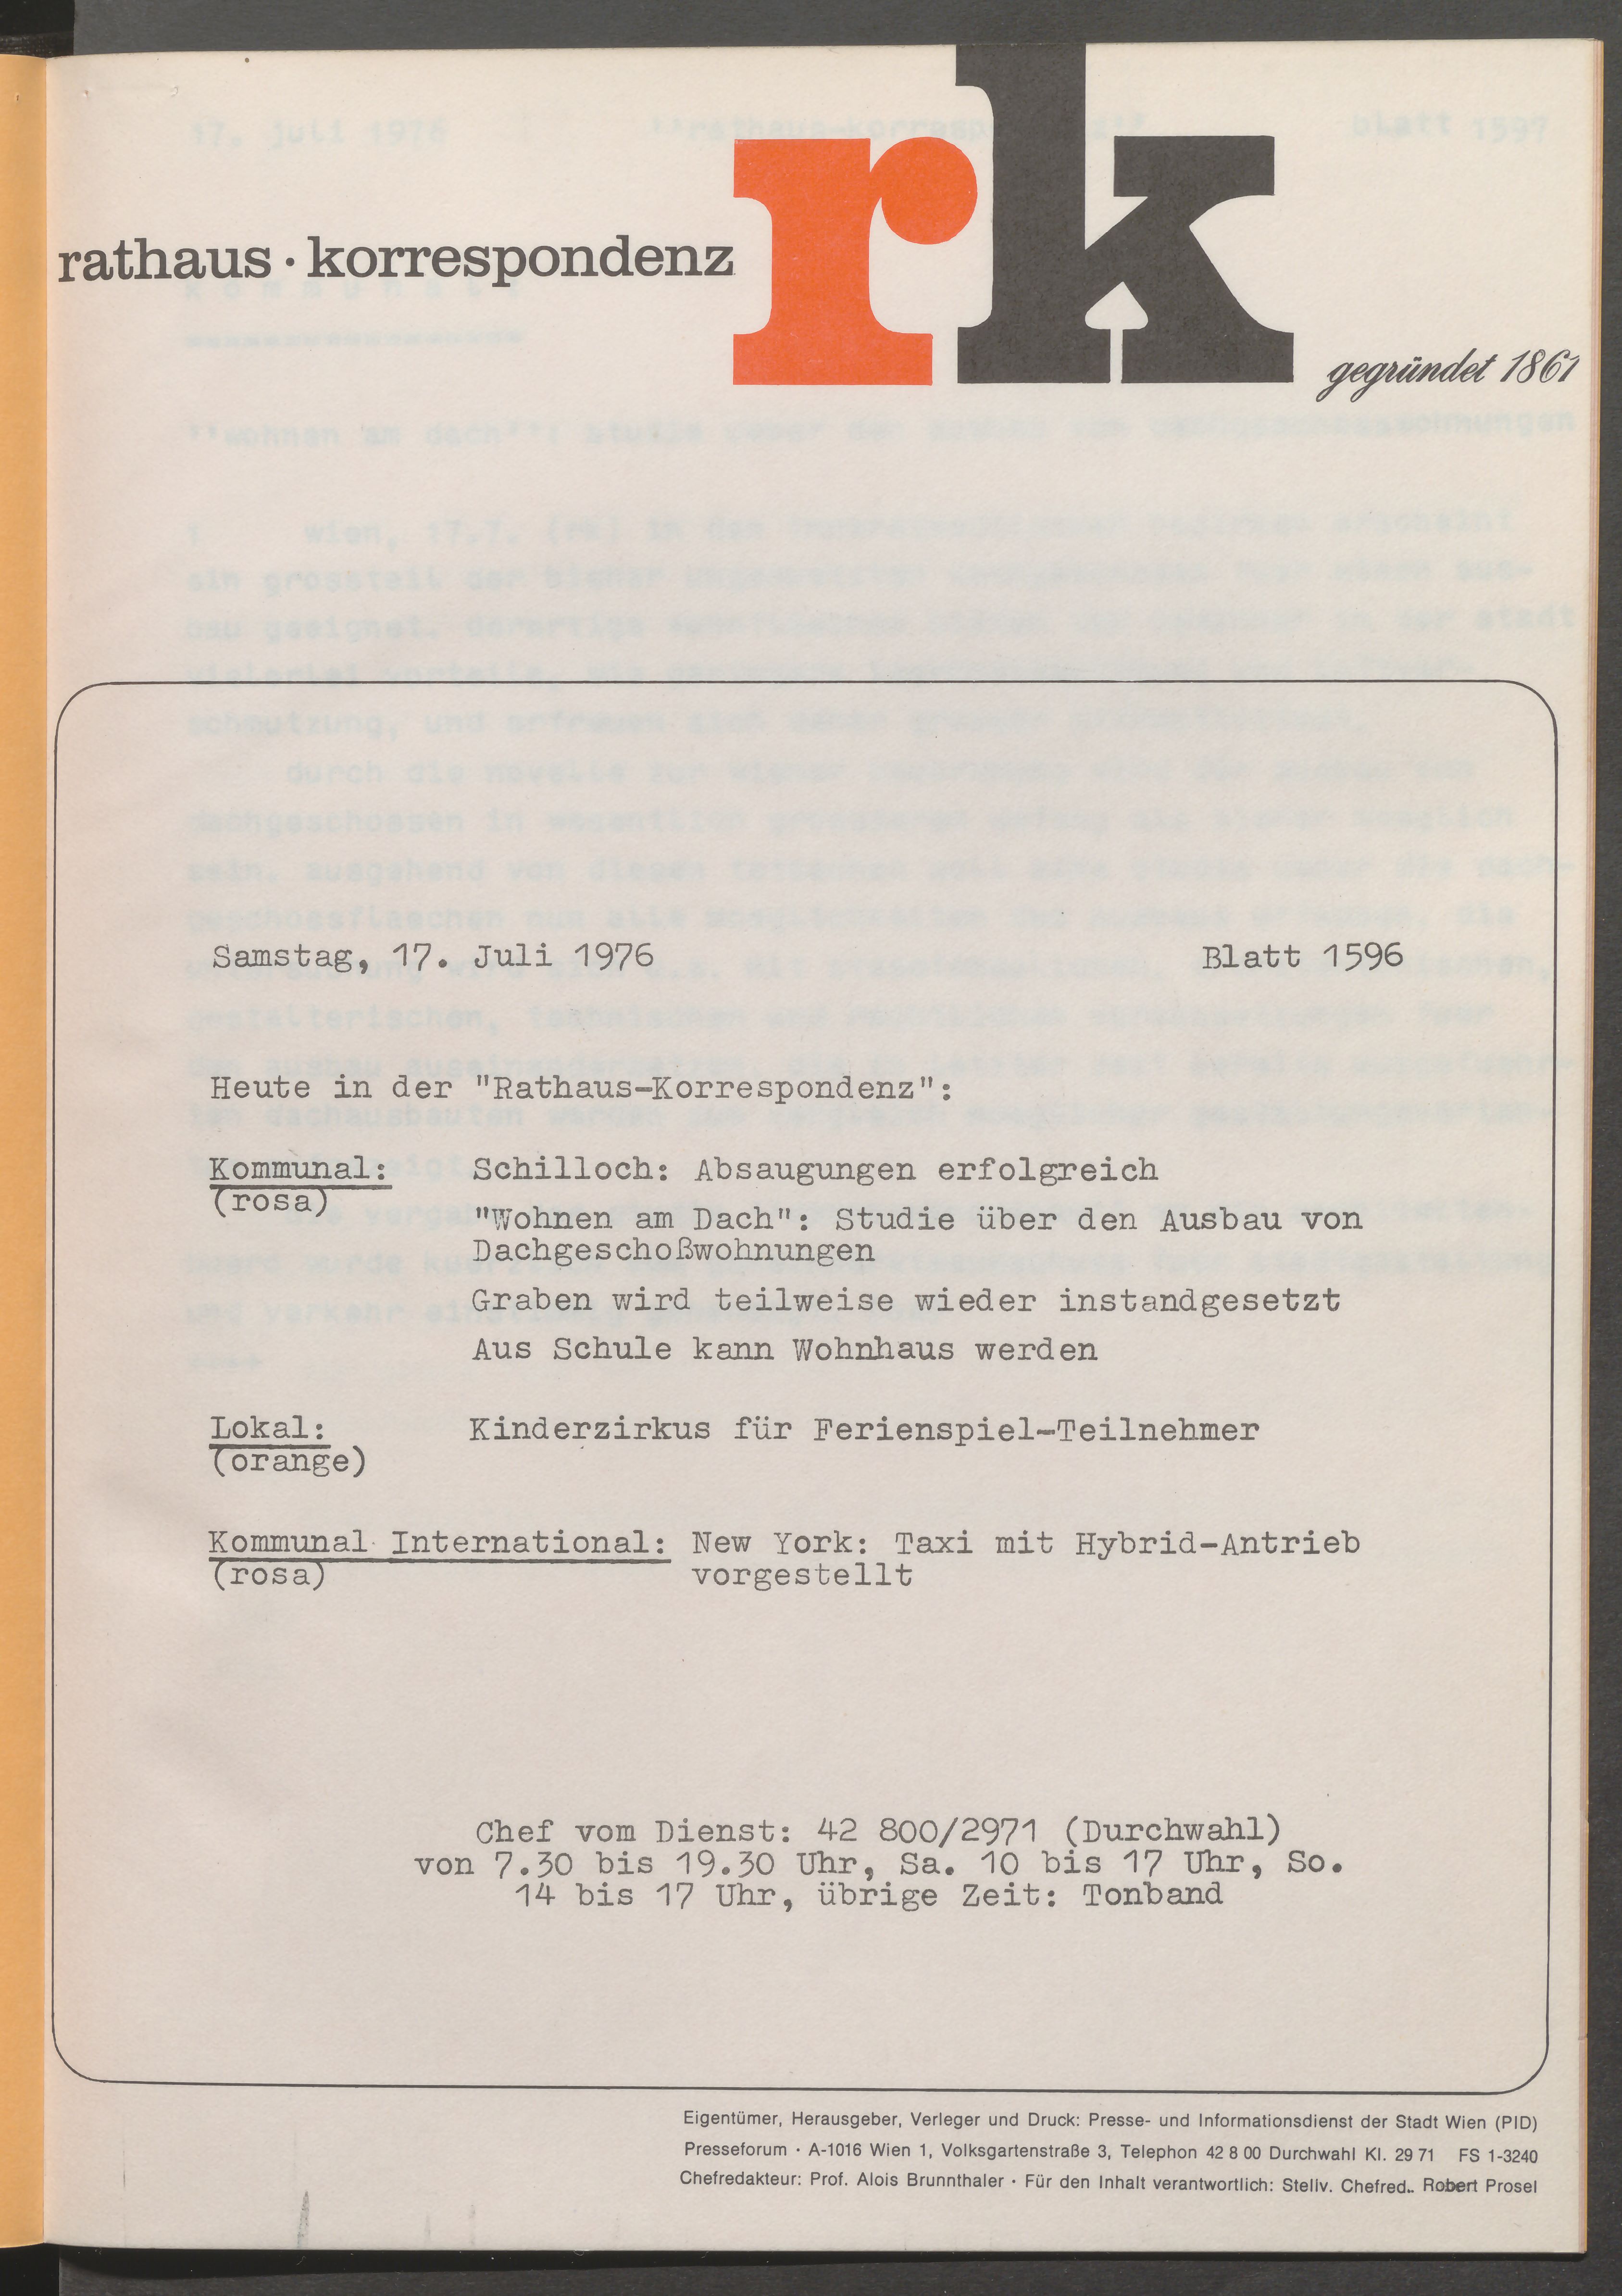 rathaus · korrespondenz
rk
gegründet 1861
Samstag, 17. Juli 1976 Blatt 1596
Heute in der "Rathaus-Korrespondenz":
Kommunal: Schilloch: Absaugungen erfolgreich
(rosa)
"Wohnen am Dach": Studie über den Ausbau von
Dachgeschoßwohnungen
Graben wird teilweise wieder instandgesetzt
Aus Schule kann Wohnhaus werden
Lokal: Kinderzirkus für Ferienspiel-Teilnehmer
(orange)
Kommunal International: New York: Taxi mit Hybrid-Antrieb
(rosa) vorgestellt
Chef vom Dienst: 42 800/2971 (Durchwahl)
von 7.30 bis 19.30 Uhr, Sa. 10 bis 17 Uhr, So.
14 bis 17 Uhr, übrige Zeit: Tonband
Eigentümer, Herausgeber, Verleger und Druck: Presse- und Informationsdienst der Stadt Wien (PID)
Presseforum · A-1016 Wien 1, Volksgartenstraße 3, Telephon 42 8 00 Durchwahl Kl. 29 71 FS 1-3240
Chefredakteur: Prof. Alois Brunnthaler · Für den Inhalt verantwortlich: Stellv. Chefred.. Robert Prosel